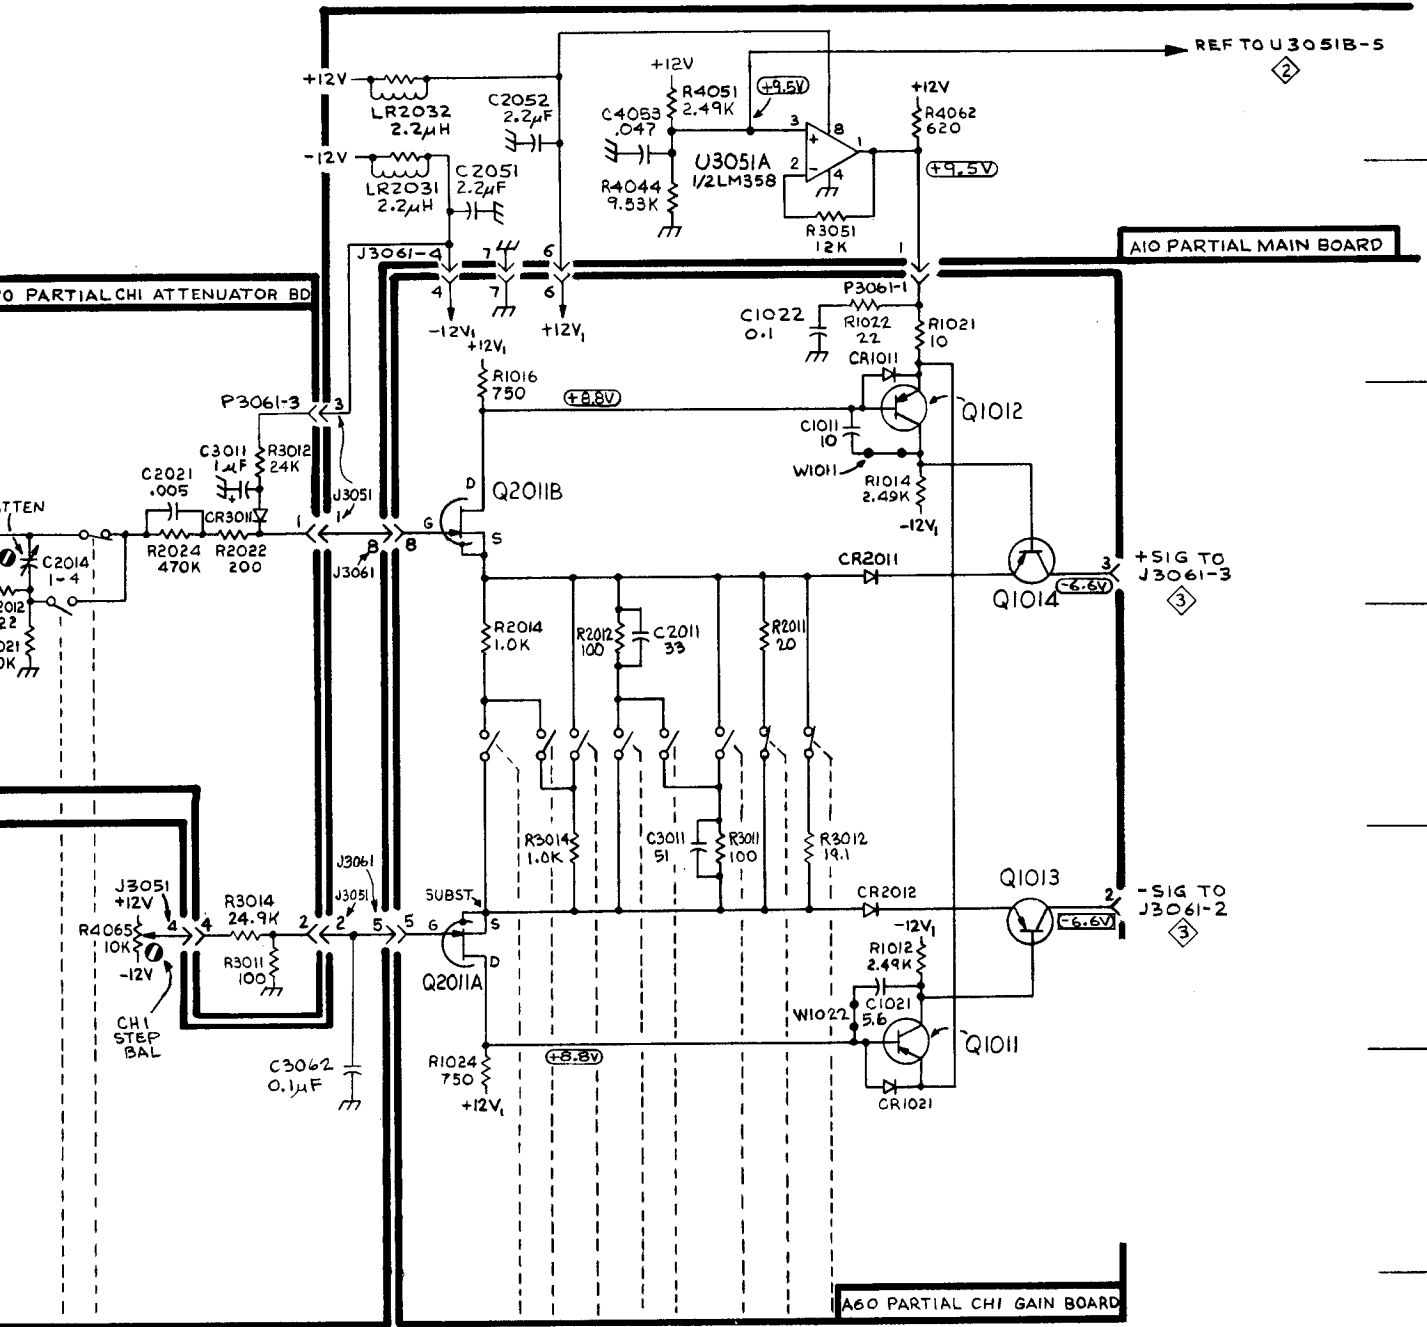 REF TO U3051B-5
2
+12V
LR2032
2.2µH
-12V
LR2031
2.2µH
C2052
2.2µF
C2051
2.2µF
+12V
R4051
2.49K
+9.5V
C4053
.047
R4044
9.53K
U3051A
1/2LM358
3
+
2
-
8
4
1
R3051
12K
+12V
R4062
620
+9.5V
A10 PARTIAL MAIN BOARD
J3061-4
7
6
1
4
7
6
-12V1
+12V1
P3061-1
0 PARTIAL CH1 ATTENUATOR BD
C1022
0.1
R1022
22
R1021
10
CR1011
+12V1
R1016
750
+8.8V
Q1012
C1011
10
W1011
R1014
2.49K
-12V1
P3061-3
3
C3011
1µF
+
R3012
24K
C2021
.005
CR3011
J3051
1
1
R2024
470K
R2022
200
TTEN
C2014
1-4
2012
22
021
0K
J3061
8
8
D
G
S
Q2011B
CR2011
Q1014
3
-6.6V
+SIG TO
J3061-3
3
R2014
1.0K
R2012
100
C2011
33
R2011
20
R3014
1.0K
C3011
51
R3011
100
R3012
19.1
J3061
J3051
J3051
+12V
R4065
10K
-12V
4
4
R3014
24.9K
2
2
5
5
R3011
100
CH1
STEP
BAL
C3062
0.1µF
SUBST
G
S
D
Q2011A
CR2012
Q1013
2
-6.6V
-SIG TO
J3061-2
3
-12V1
R1012
2.49K
W1022
C1021
5.6
Q1011
R1024
750
+12V1
+8.8V
CR1021
A60 PARTIAL CH1 GAIN BOARD